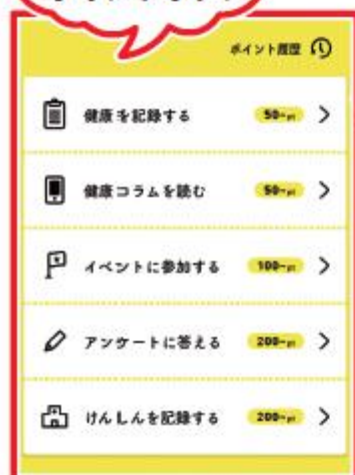 ポイント履歴
健康を記録する 50~pt
健康コラムを読む 50~pt
イベントに参加する 100~pt
アンケートに答える 200~pt
けんしんを記録する 200~pt